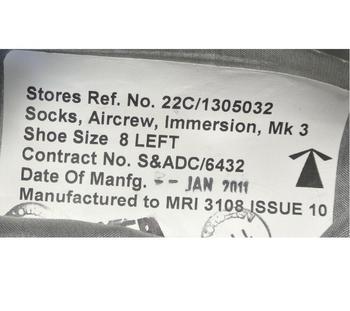 Stores Ref. No. 22C/1305032
Socks, Aircrew, Immersion, Mk 3
Shoe Size 8 LEFT
Contract No. S&ADC/6432
Date Of Manfg. - JAN 2011
Manufactured to MRI 3108 ISSUE 10